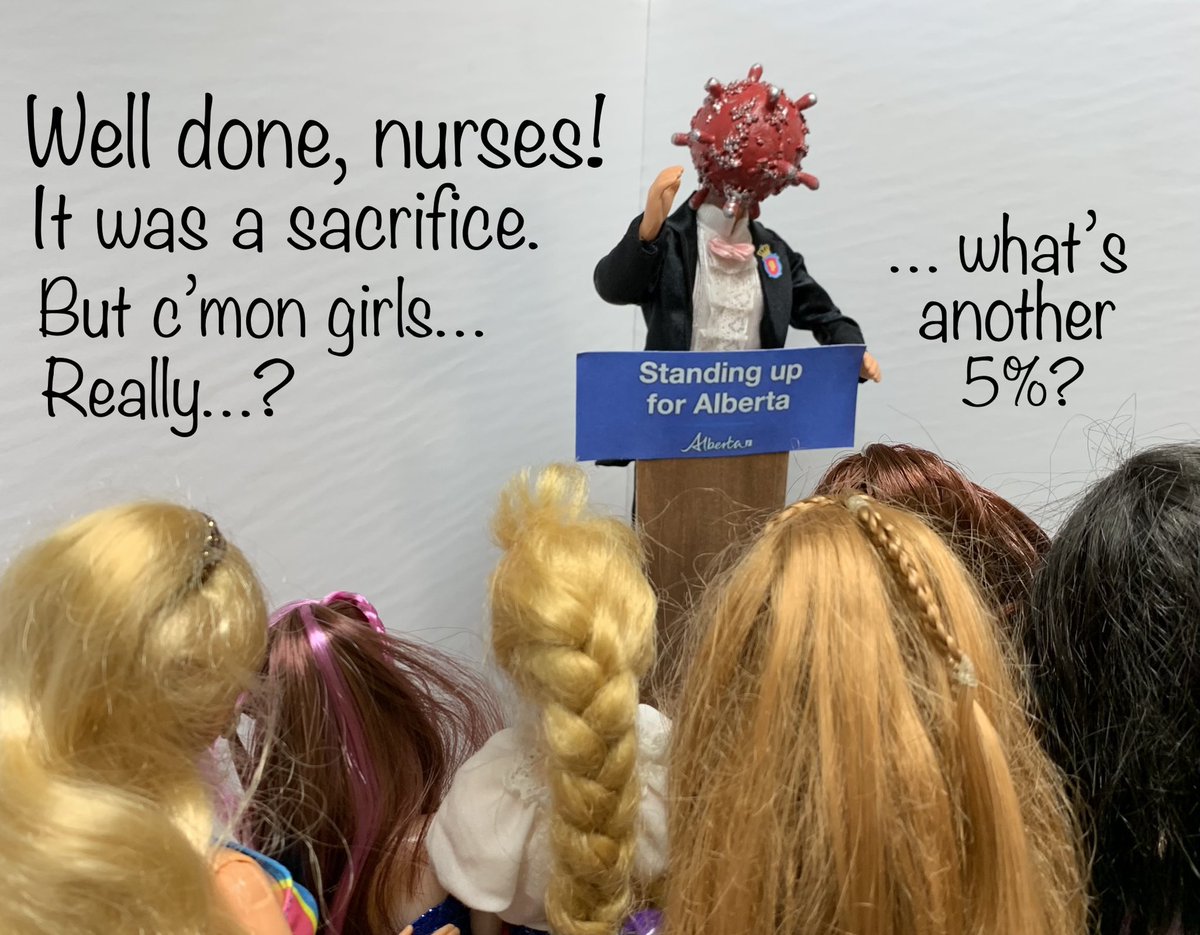 Well done, nurses!
It was a sacrifice.
But c'mon girls...
Really...?
... what's
another
5%?
Standing up
for Alberta
Alberta